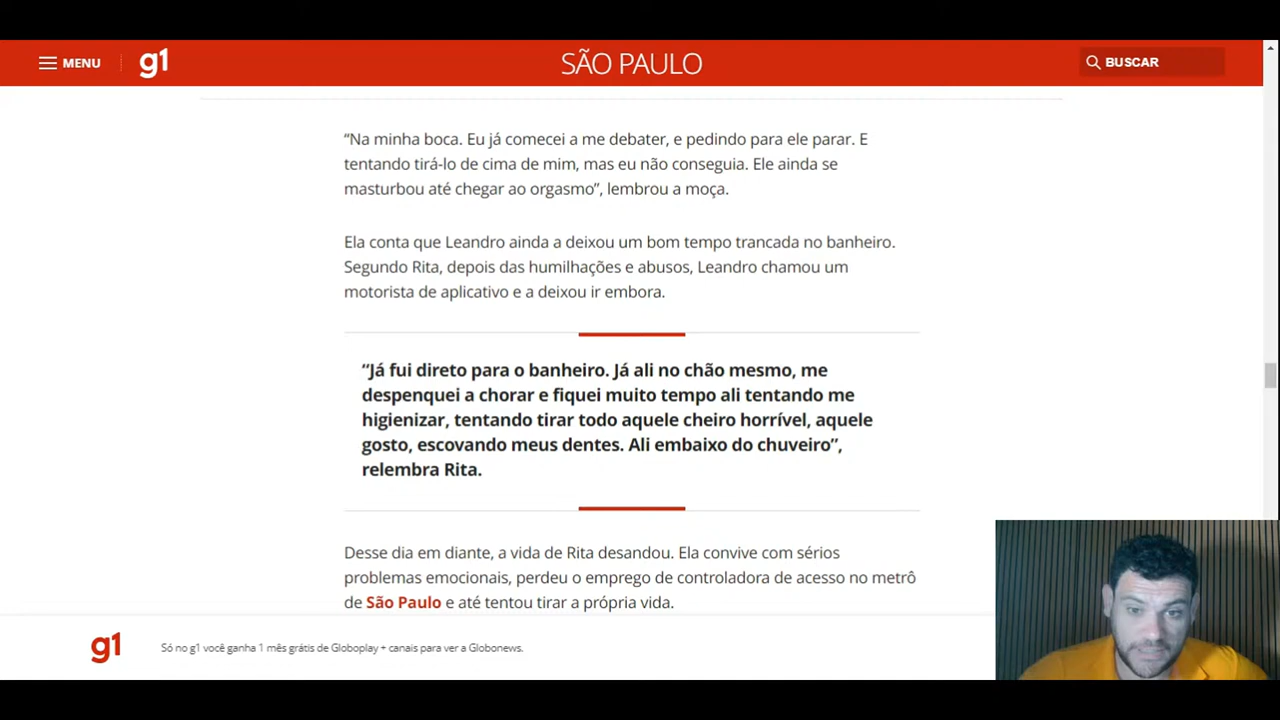 MENU
g1
SÃO PAULO
BUSCAR
“Na minha boca. Eu já comecei a me debater, e pedindo para ele parar. E
tentando tirá-lo de cima de mim, mas eu não conseguia. Ele ainda se
masturbou até chegar ao orgasmo”, lembrou a moça.
Ela conta que Leandro ainda a deixou um bom tempo trancada no banheiro.
Segundo Rita, depois das humilhações e abusos, Leandro chamou um
motorista de aplicativo e a deixou ir embora.
“Já fui direto para o banheiro. Já ali no chão mesmo, me
despenquei a chorar e fiquei muito tempo ali tentando me
higienizar, tentando tirar todo aquele cheiro horrível, aquele
gosto, escovando meus dentes. Ali embaixo do chuveiro”,
relembra Rita.
Desse dia em diante, a vida de Rita desandou. Ela convive com sérios
problemas emocionais, perdeu o emprego de controladora de acesso no metrô
de São Paulo e até tentou tirar a própria vida.
g1
Só no g1 você ganha 1 mês grátis de Globoplay + canais para ver a Globonews.